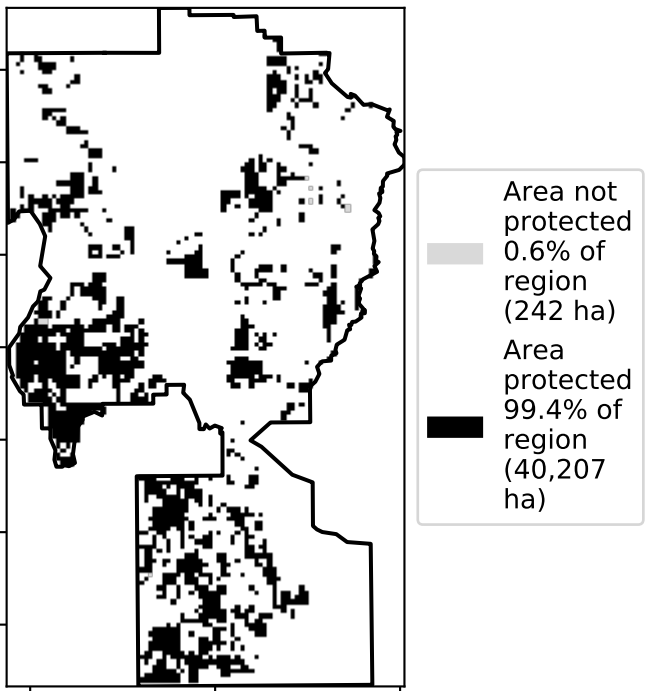 Area not
protected
0.6% of
region
(242 ha)
Area
protected
99.4% of
region
(40,207
ha)